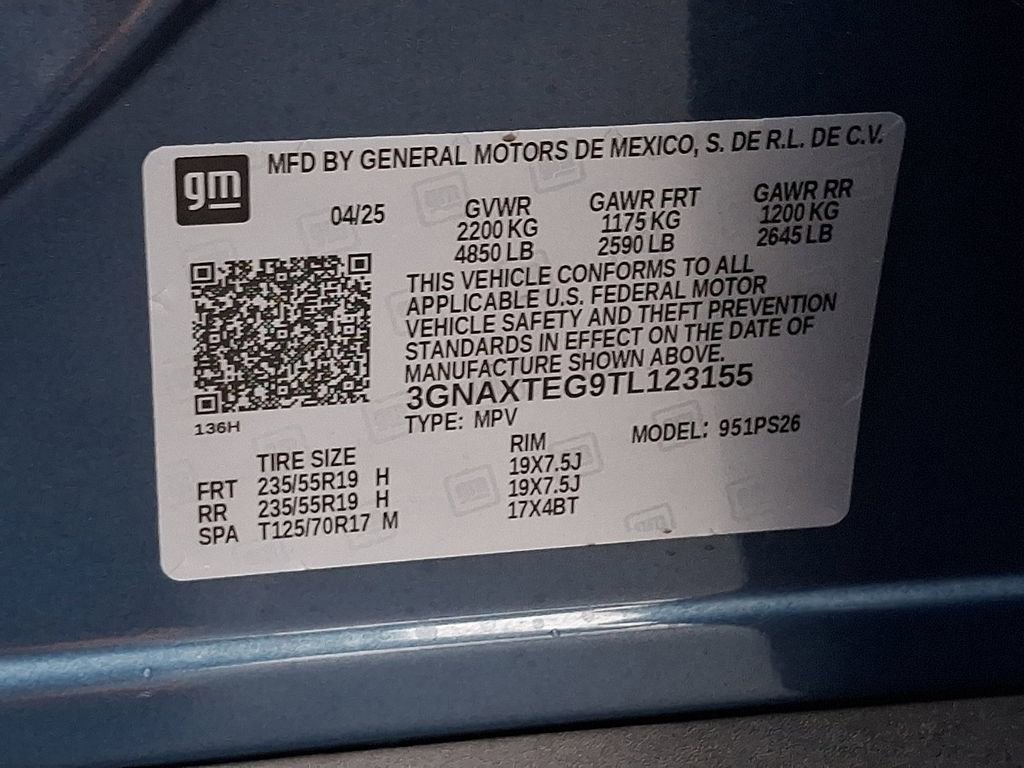 gm
MFD BY GENERAL MOTORS DE MEXICO, S. DE R.L. DE C.V.
04/25 GVWR GAWR FRT GAWR RR
2200 KG 1175 KG 1200 KG
4850 LB 2590 LB 2645 LB
THIS VEHICLE CONFORMS TO ALL
APPLICABLE U.S. FEDERAL MOTOR
VEHICLE SAFETY AND THEFT PREVENTION
STANDARDS IN EFFECT ON THE DATE OF
MANUFACTURE SHOWN ABOVE.
3GNAXTEG9TL123155
136H
TYPE: MPV MODEL: 951PS26
TIRE SIZE RIM
FRT 235/55R19 H 19X7.5J
RR 235/55R19 H 19X7.5J
SPA T125/70R17 M 17X4BT